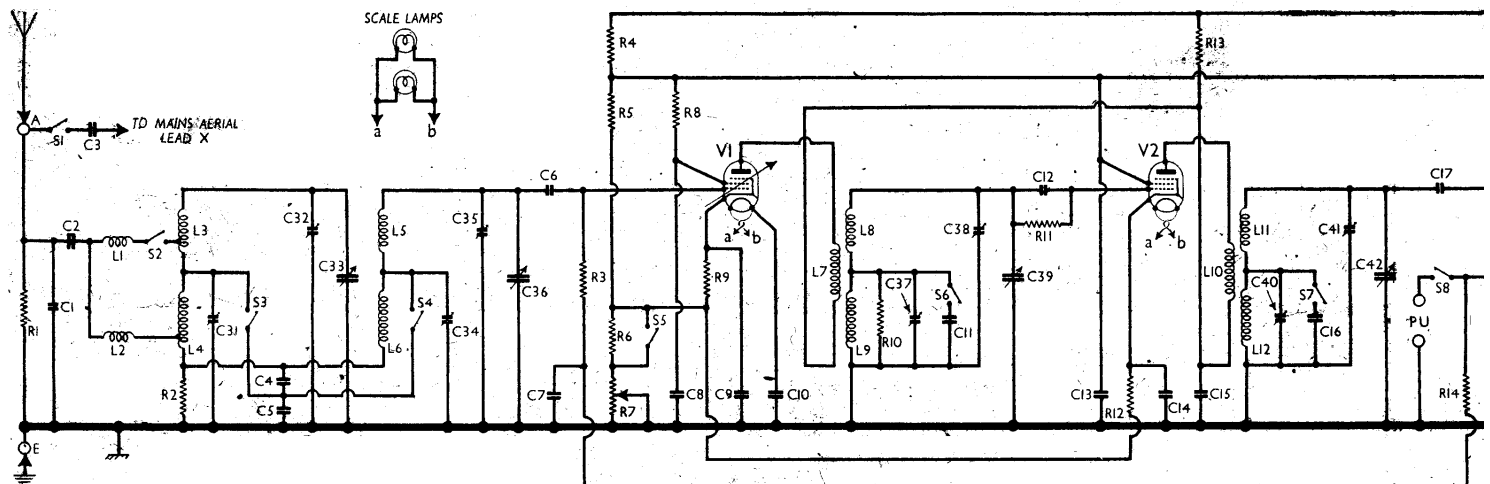 SCALE LAMPS
R4
R13
R5
R8
A
S1
C3
TO MAINS AERIAL
LEAD X
a
b
V1
V2
C6
C12
C17
C2
L1
S2
L3
C32
L5
C35
L8
C38
R11
L11
C41
a
b
a
b
C33
C36
R3
R9
L7
C39
L10
C42
C1
R1
S3
S4
C37
S6
C40
S7
S8
L2
L4
C31
L6
C34
R6
S5
L9
R10
C11
L12
C16
PU
R2
C4
C5
C7
R7
C8
C9
C10
C13
R12
C14
C15
R14
E